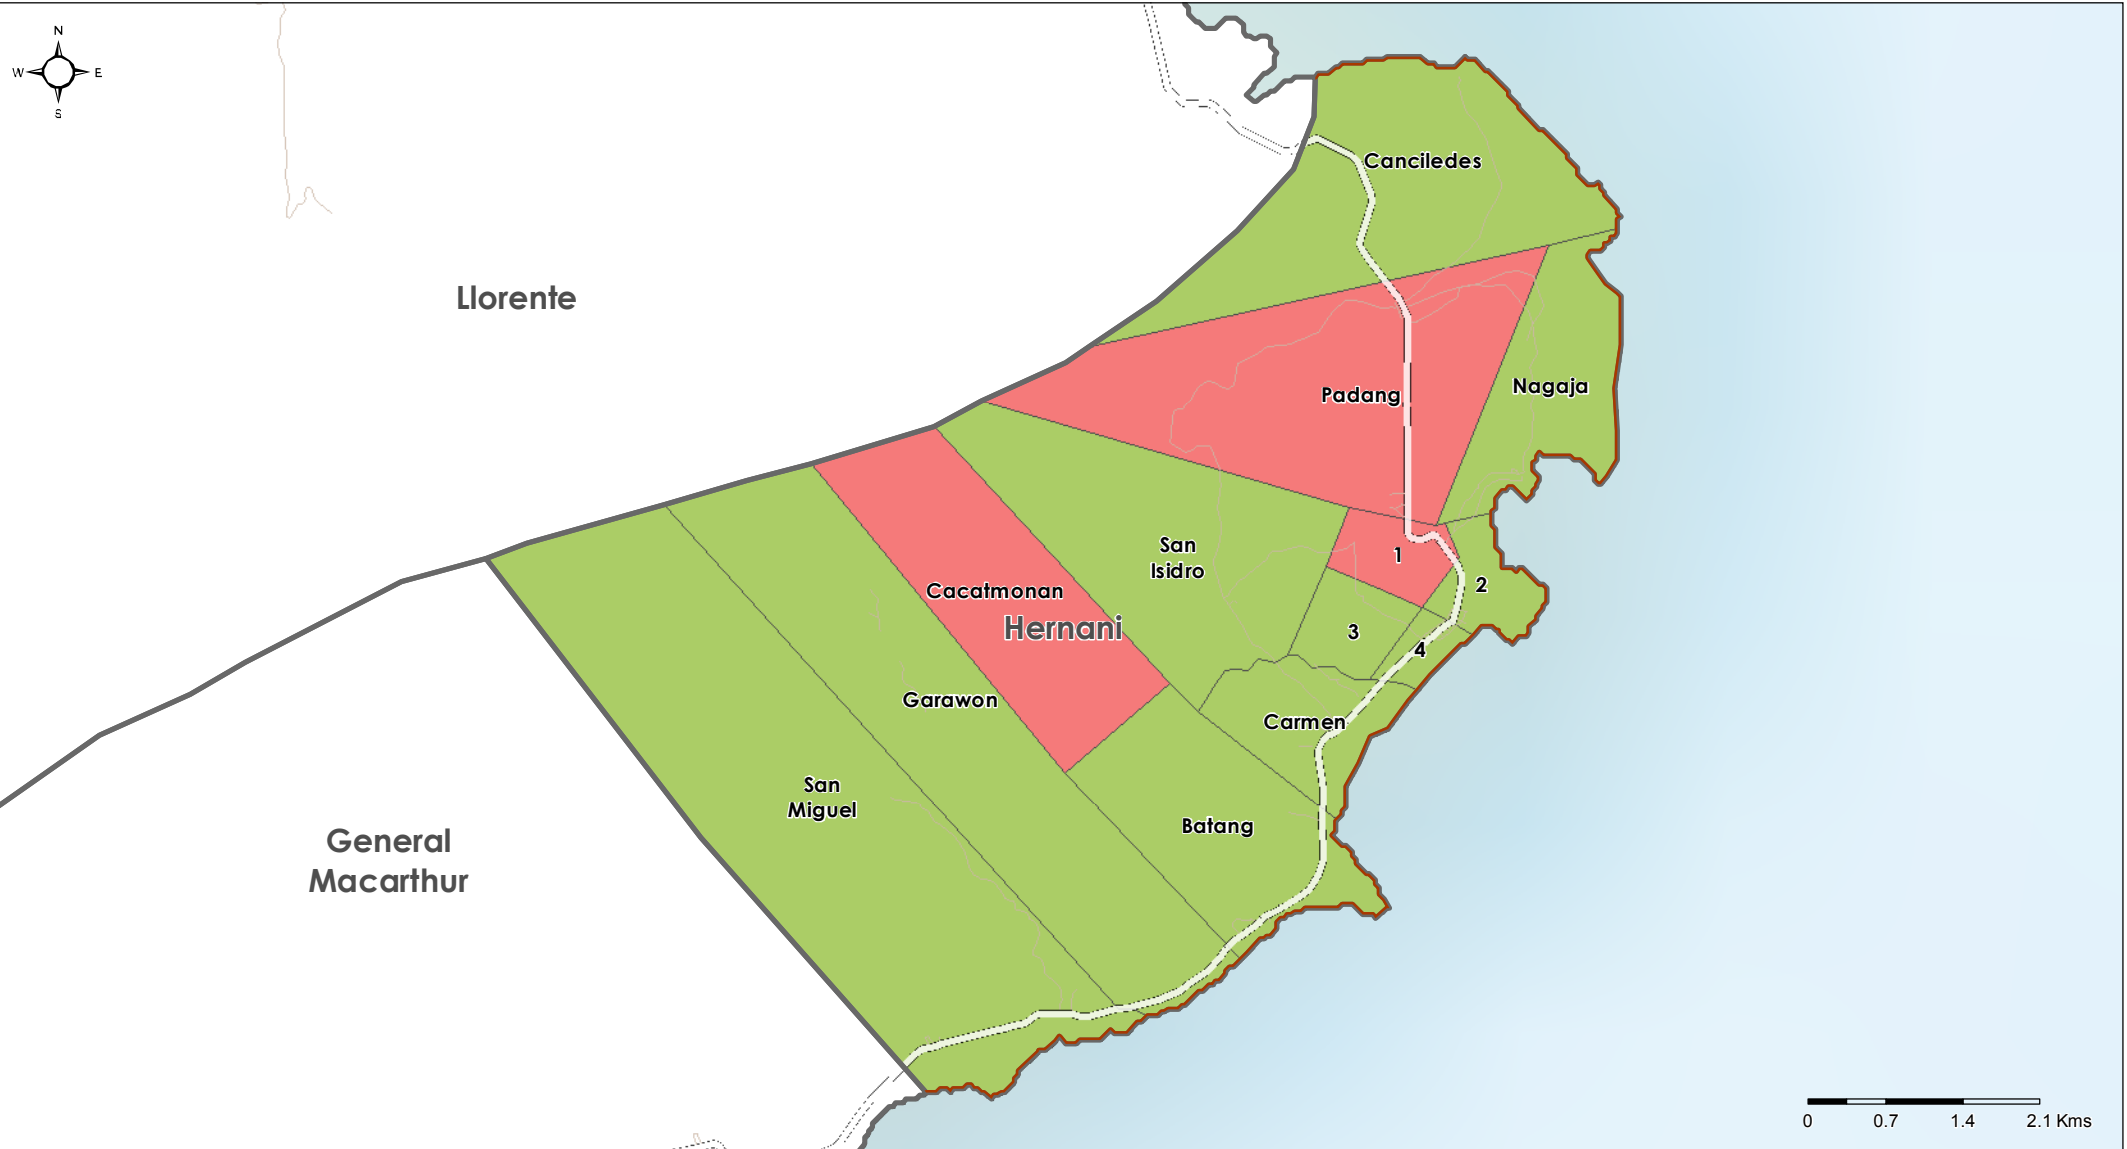 N
W E
S
Canciledes
Llorente
Padang
Nagaja
San
Isidro
1
2
Cacatmonan
Hernani
3
4
Garawon
Carmen
San
Miguel
Batang
General
Macarthur
0 0.7 1.4 2.1 Kms